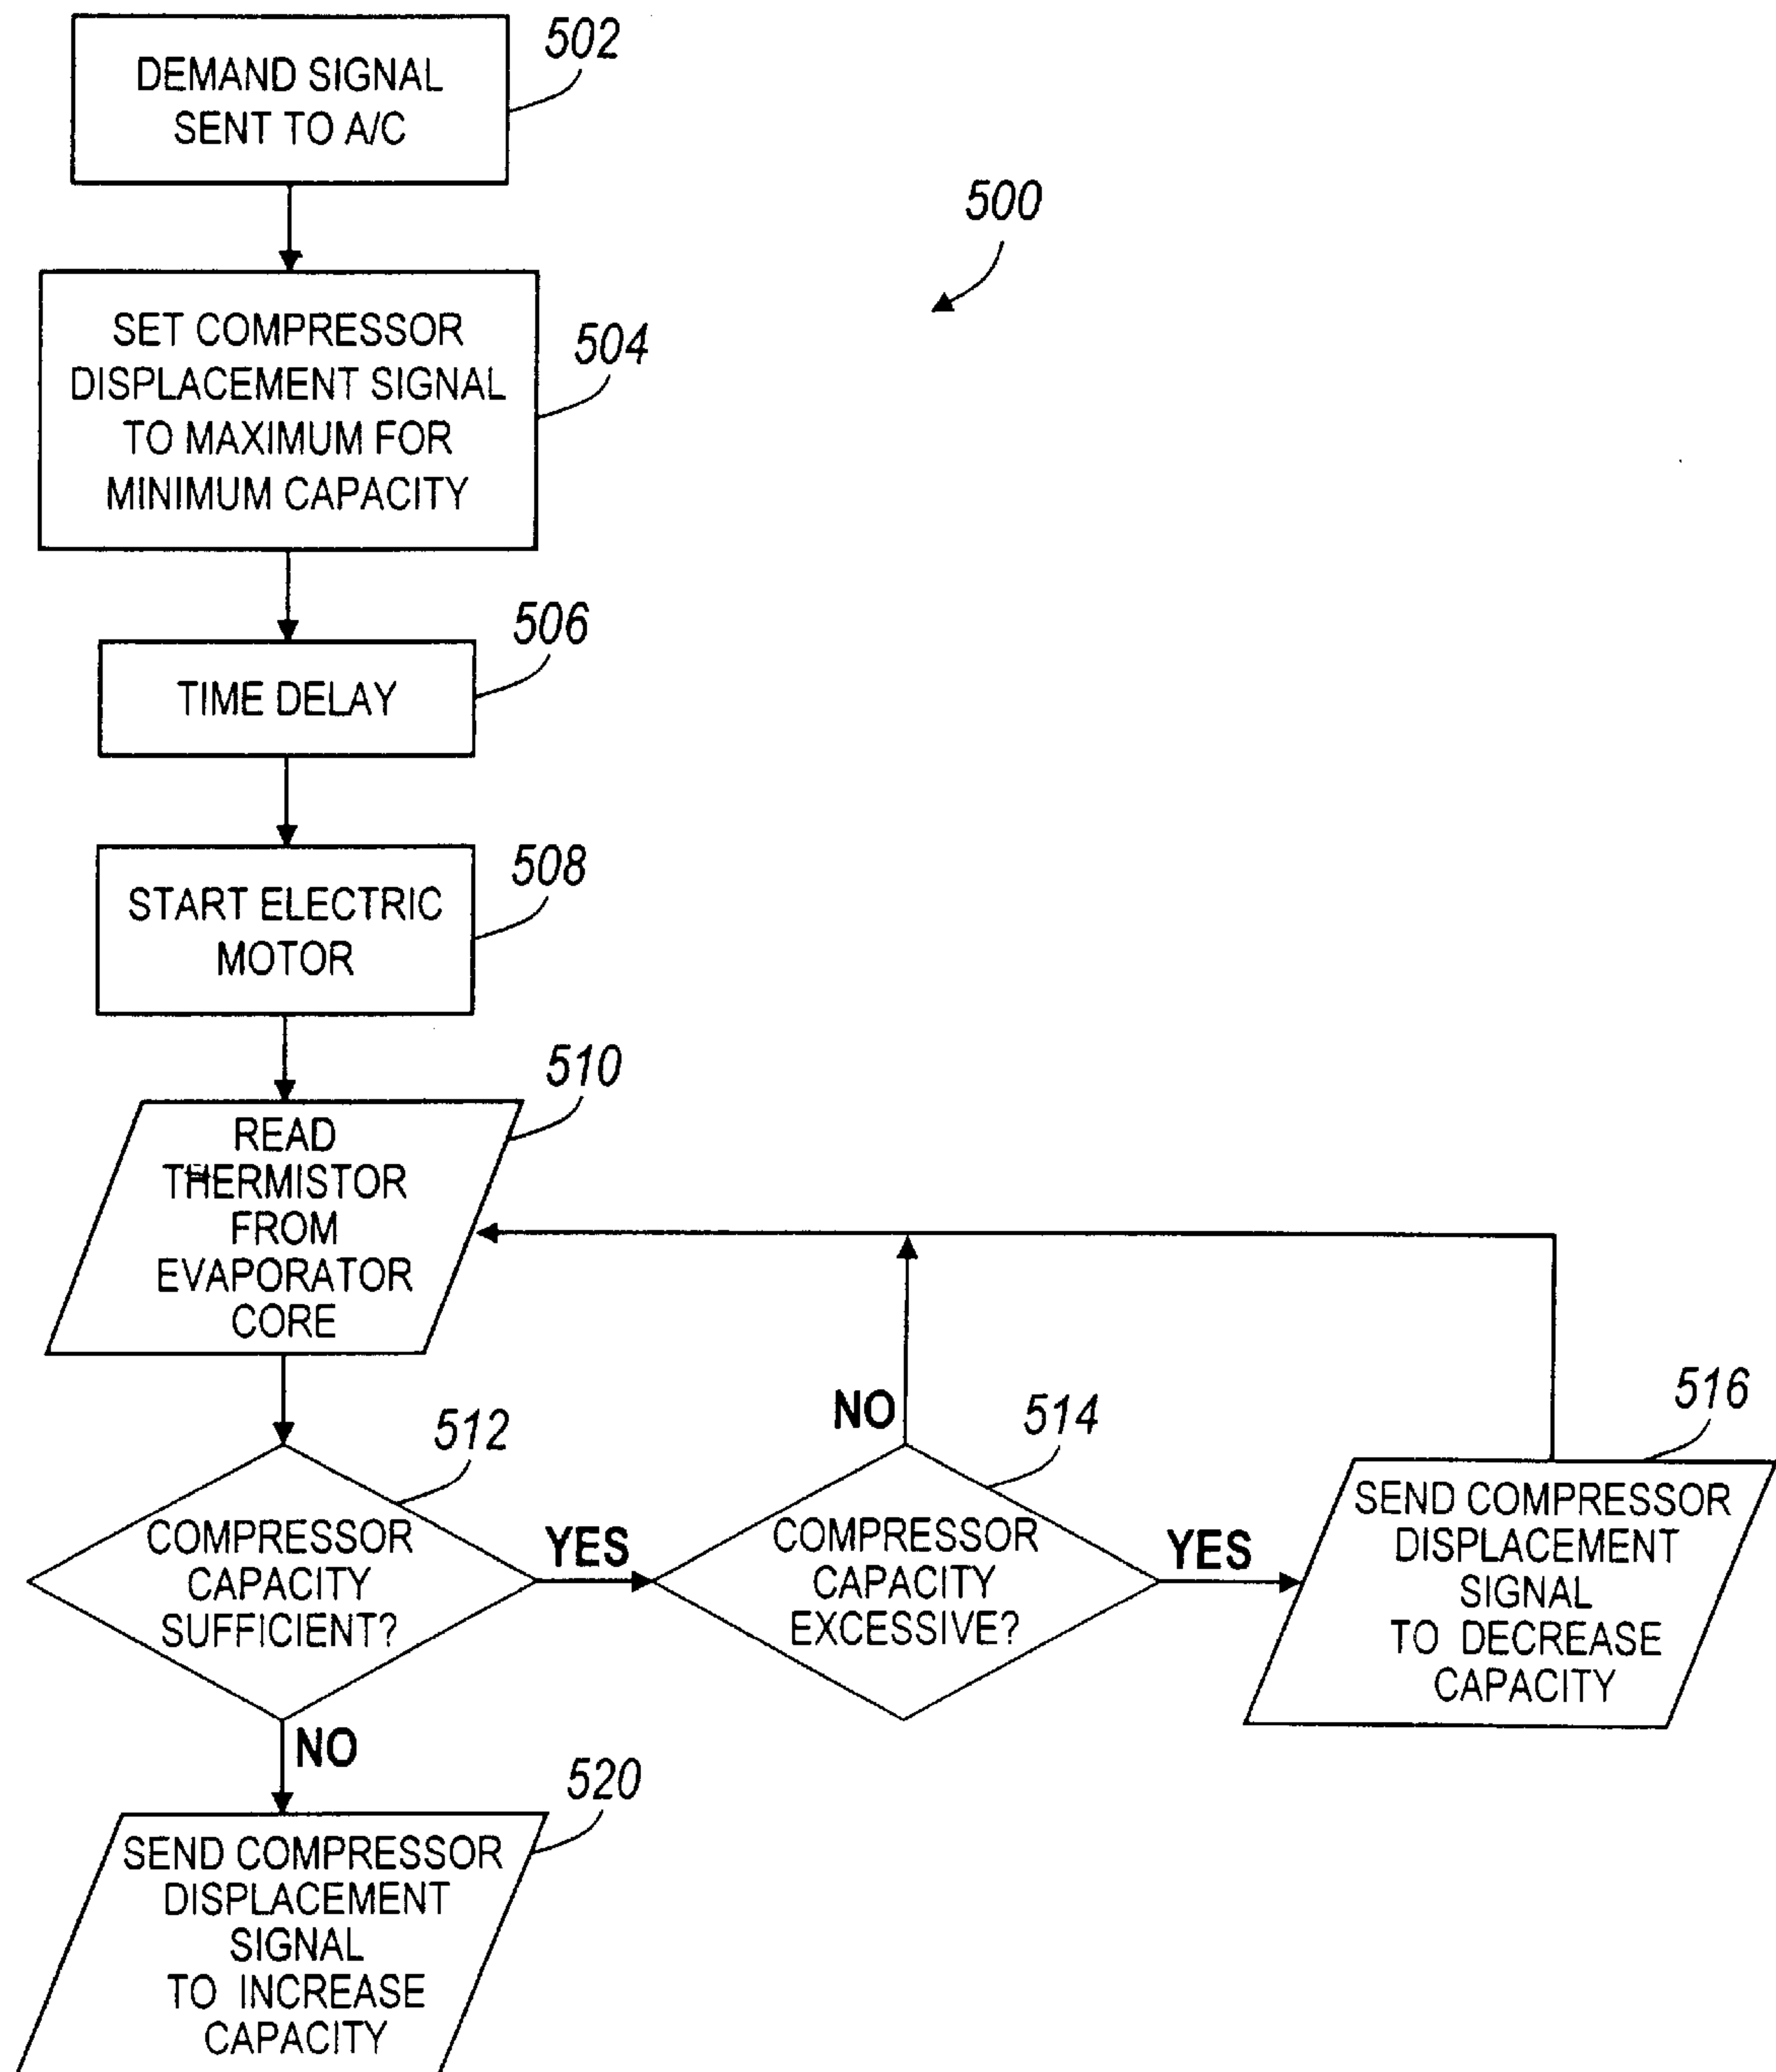 502
DEMAND SIGNAL
SENT TO A/C
500
504
SET COMPRESSOR
DISPLACEMENT SIGNAL
TO MAXIMUM FOR
MINIMUM CAPACITY
506
TIME DELAY
508
START ELECTRIC
MOTOR
510
READ
THERMISTOR
FROM
EVAPORATOR
CORE
512
COMPRESSOR
CAPACITY
SUFFICIENT?
YES
NO
514
COMPRESSOR
CAPACITY
EXCESSIVE?
NO
YES
516
SEND COMPRESSOR
DISPLACEMENT
SIGNAL
TO DECREASE
CAPACITY
520
SEND COMPRESSOR
DISPLACEMENT
SIGNAL
TO INCREASE
CAPACITY